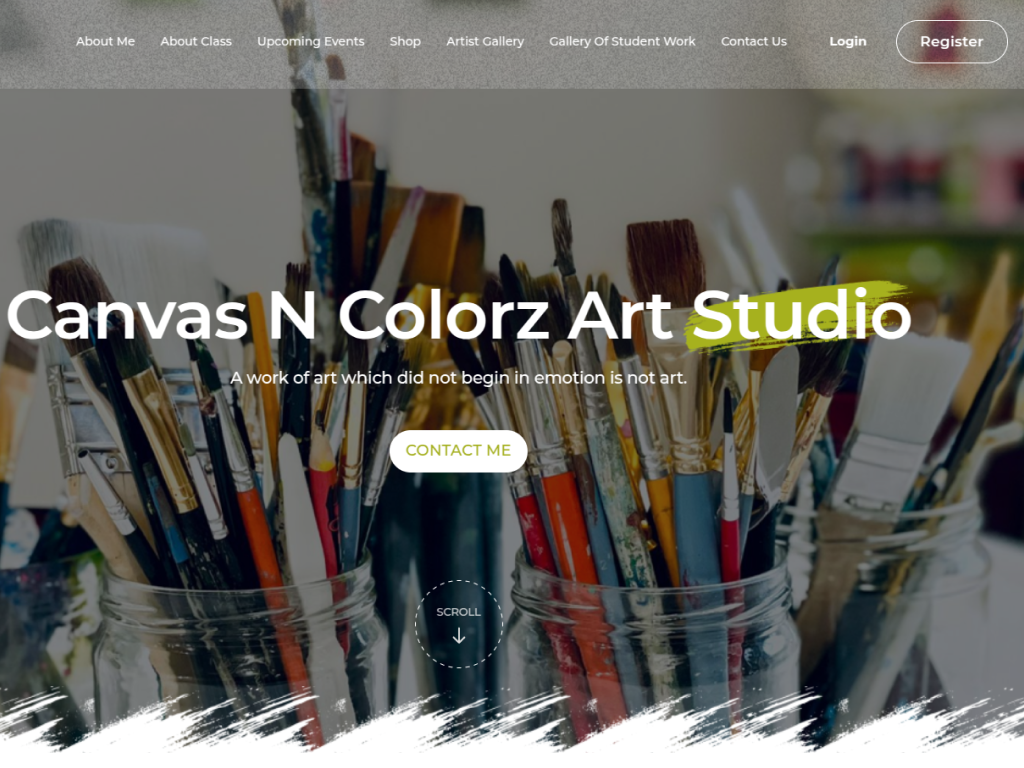 About Me About Class Upcoming Events Shop Artist Gallery Gallery Of Student Work Contact Us Login Register
Canvas N Colorz Art Studio
A work of art which did not begin in emotion is not art.
CONTACT ME
SCROLL